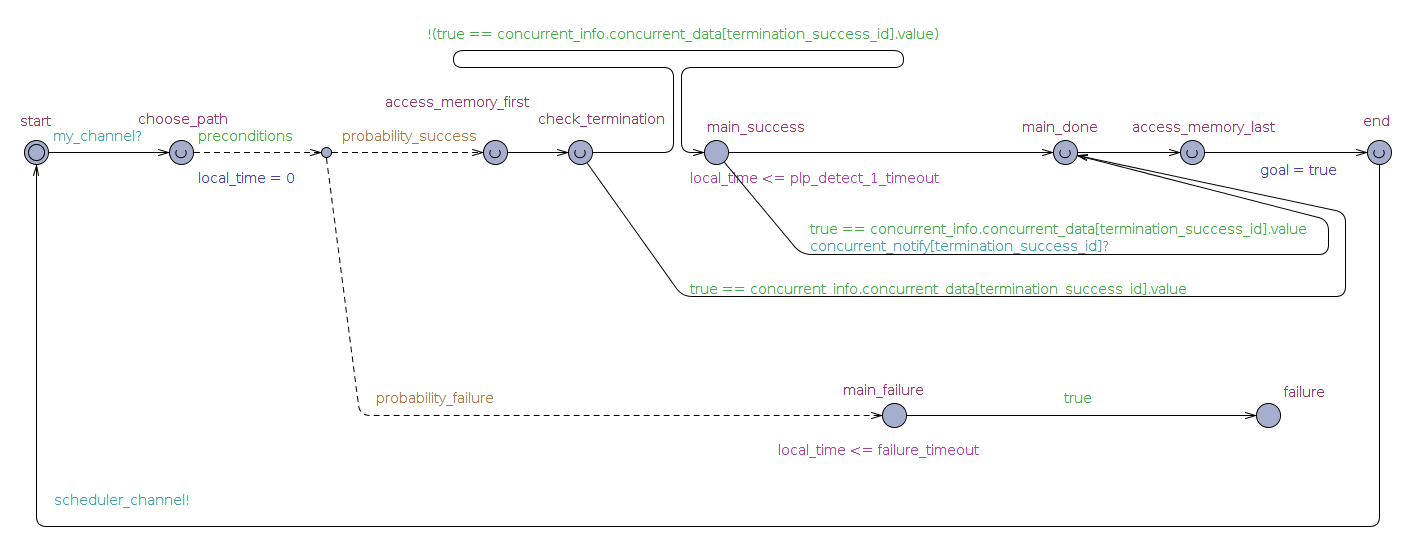 !(true == concurrent_info.concurrent_data[termination_success_id].value)
access_memory_first
start
choose_path
check_termination
main_success
main_done
access_memory_last
end
my_channel?
preconditions
probability_success
local_time = 0
local_time <= plp_detect_1_timeout
goal = true
true == concurrent_info.concurrent_data[termination_success_id].value
concurrent_notify[termination_success_id]?
true == concurrent_info.concurrent_data[termination_success_id].value
main_failure
failure
probability_failure
true
local_time <= failure_timeout
scheduler_channel!